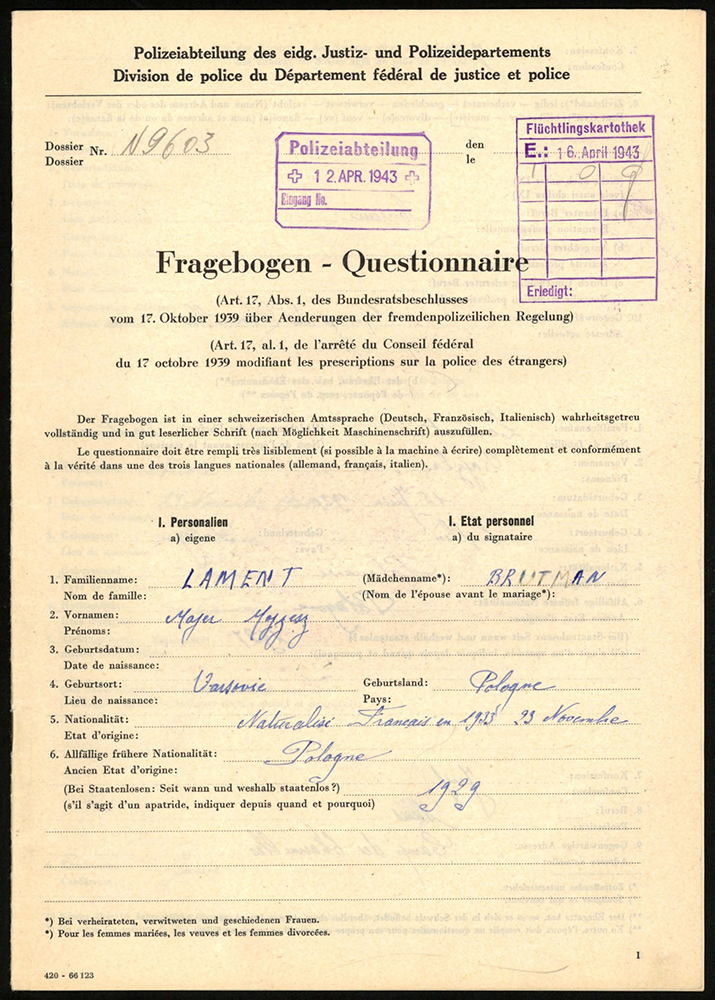 Polizeiabteilung des eidg. Justiz- und Polizeidepartements
Division de police du Département fédéral de justice et police
Dossier Nr. N9603
Dossier
Polizeiabteilung
12. APR. 1943
Eingang No.
den
le
Flüchtlingskartothek
E.: 16. April 1943
Erledigt:
Fragebogen - Questionnaire
(Art. 17, Abs. 1, des Bundesratsbeschlusses
vom 17. Oktober 1939 über Aenderungen der fremdenpolizeilichen Regelung)
(Art. 17, al. 1, de l'arrêté du Conseil fédéral
du 17 octobre 1939 modifiant les prescriptions sur la police des étrangers)
Der Fragebogen ist in einer schweizerischen Amtssprache (Deutsch, Französisch, Italienisch) wahrheitsgetreu
vollständig und in gut leserlicher Schrift (nach Möglichkeit Maschinenschrift) auszufüllen.
Le questionnaire doit être rempli très lisiblement (si possible à la machine à écrire) complètement et conformément
à la vérité dans une des trois langues nationales (allemand, français, italien).
I. Personalien
a) eigene
I. Etat personnel
a) du signataire
1. Familienname: LAMENT (Mädchenname*): BRUTMAN
Nom de famille: (Nom de l'épouse avant le mariage*):
2. Vornamen: Majer
Prénoms:
3. Geburtsdatum:
Date de naissance:
4. Geburtsort: Varsovie Geburtsland: Pologne
Lieu de naissance: Pays:
5. Nationalität: Naturalisé Français en 1933 23 Novembre
Etat d'origine:
6. Allfällige frühere Nationalität: Pologne
Ancien Etat d'origine:
(Bei Staatenlosen: Seit wann und weshalb staatenlos?) 1929
(s'il s'agit d'un apatride, indiquer depuis quand et pourquoi)
*) Bei verheirateten, verwitweten und geschiedenen Frauen.
*) Pour les femmes mariées, les veuves et les femmes divorcées.
1
420 - 66123